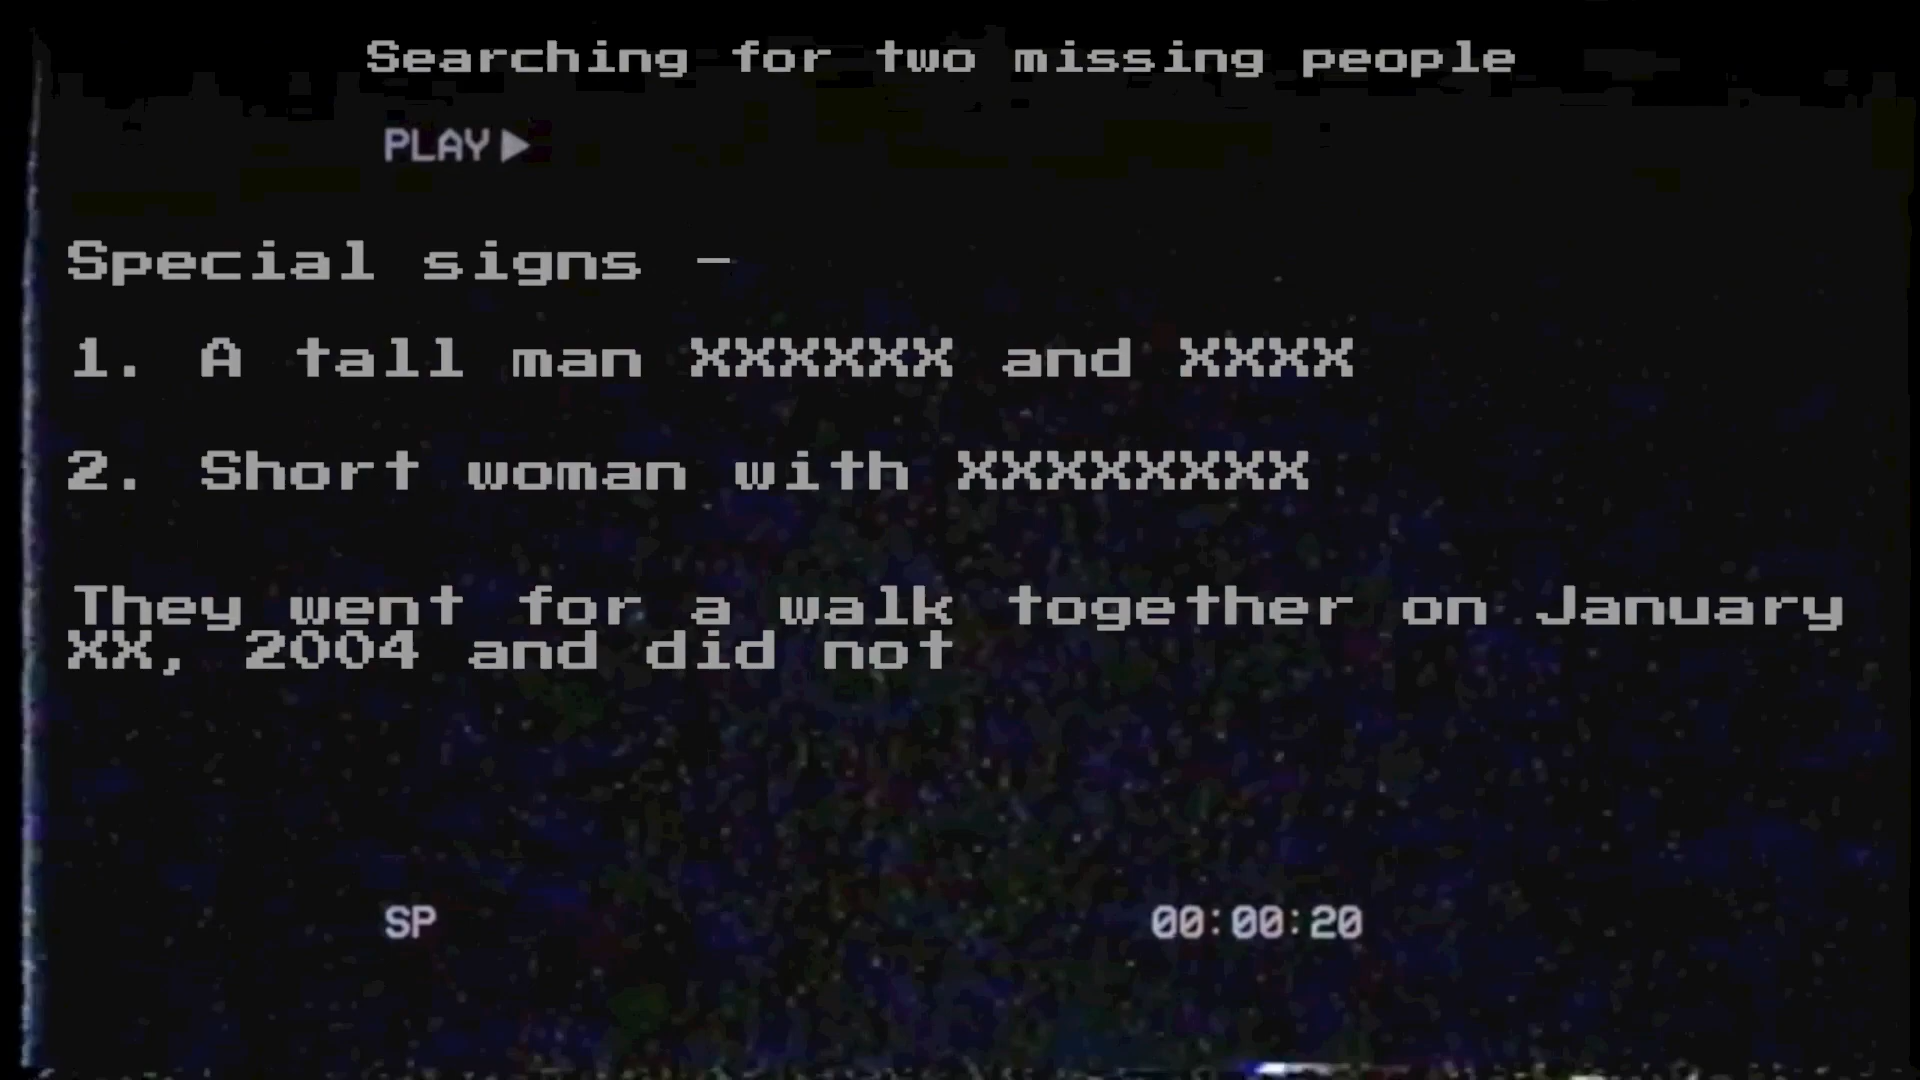 Searching for two missing people
PLAY▶
Special signs –
1. A tall man XXXXXX and XXXX
2. Short woman with XXXXXXXX
They went for a walk together on January
XX, 2004 and did not
SP
00:00:20